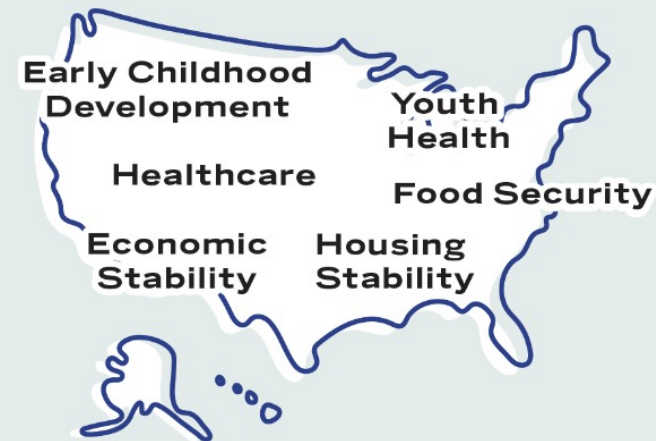 Early Childhood
Development
Youth
Health
Healthcare
Food Security
Economic
Stability
Housing
Stability